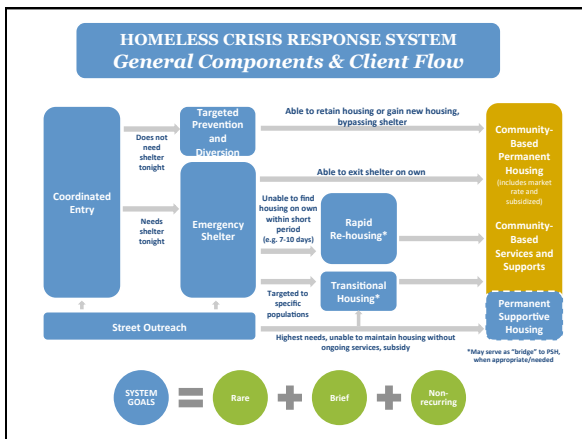 HOMELESS CRISIS RESPONSE SYSTEM
General Components & Client Flow
Coordinated
Entry
Does not
need
shelter
tonight
Needs
shelter
tonight
Targeted
Prevention
and
Diversion
Emergency
Shelter
Able to retain housing or gain new housing,
bypassing shelter
Able to exit shelter on own
Unable to find
housing on own
within short
period
(e.g. 7-10 days)
Rapid
Re-housing*
Targeted to
specific
populations
Transitional
Housing*
Community-
Based
Permanent
Housing
(includes market
rate and
subsidized)
Community-
Based
Services and
Supports
Permanent
Supportive
Housing
Street Outreach
Highest needs, unable to maintain housing without
ongoing services, subsidy
*May serve as "bridge" to PSH,
when appropriate/needed
SYSTEM
GOALS
=
Rare
+
Brief
+
Non-
recurring